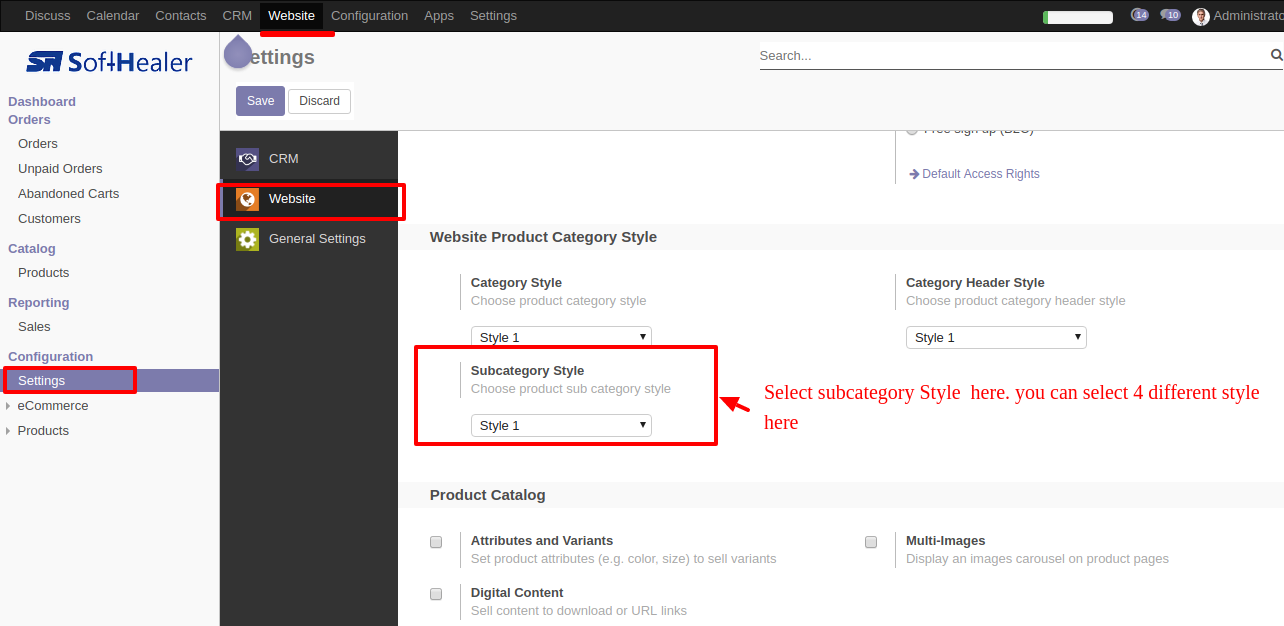 Discuss Calendar Contacts CRM Website Configuration Apps Settings 14 10 Administrato
SoftHealer
ettings
Search...
Save Discard
Dashboard
Orders
Orders
Unpaid Orders
Abandoned Carts
Customers
Catalog
Products
Reporting
Sales
Configuration
Settings
eCommerce
Products
CRM
Website
General Settings
Free sign up (B2C)
Default Access Rights
Website Product Category Style
Category Style
Choose product category style
Style 1
Category Header Style
Choose product category header style
Style 1
Subcategory Style
Choose product sub category style
Style 1
Select subcategory Style  here. you can select 4 different style
here
Product Catalog
Attributes and Variants
Set product attributes (e.g. color, size) to sell variants
Multi-Images
Display an images carousel on product pages
Digital Content
Sell content to download or URL links